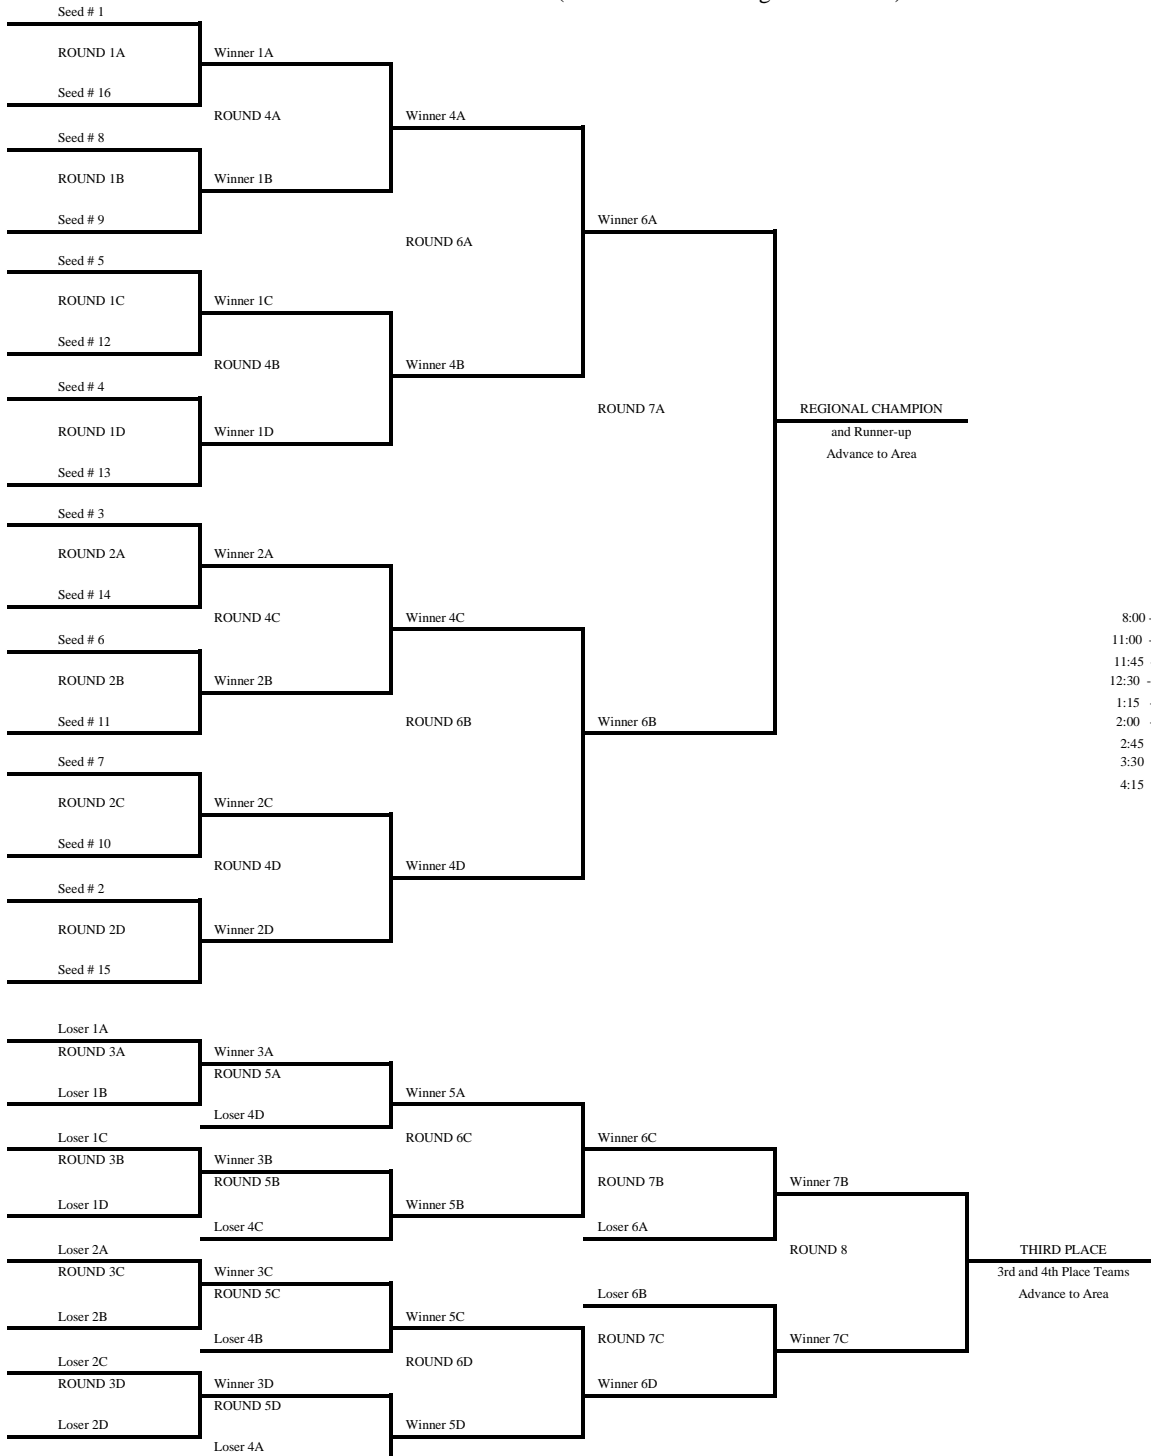 Seed # 1
ROUND 1A
Winner 1A
Seed # 16
ROUND 4A
Winner 4A
Seed # 8
ROUND 1B
Winner 1B
Seed # 9
Winner 6A
ROUND 6A
Seed # 5
ROUND 1C
Winner 1C
Seed # 12
ROUND 4B
Winner 4B
Seed # 4
ROUND 7A
REGIONAL CHAMPION
ROUND 1D
Winner 1D
and Runner-up
Advance to Area
Seed # 13
Seed # 3
ROUND 2A
Winner 2A
Seed # 14
ROUND 4C
Winner 4C
8:00 -
Seed # 6
11:00 -
11:45
ROUND 2B
Winner 2B
12:30 -
1:15
Seed # 11
ROUND 6B
Winner 6B
2:00
2:45
Seed # 7
3:30
4:15
ROUND 2C
Winner 2C
Seed # 10
ROUND 4D
Winner 4D
Seed # 2
ROUND 2D
Winner 2D
Seed # 15
Loser 1A
ROUND 3A
Winner 3A
ROUND 5A
Loser 1B
Winner 5A
Loser 4D
Loser 1C
ROUND 6C
Winner 6C
ROUND 3B
Winner 3B
ROUND 5B
ROUND 7B
Winner 7B
Loser 1D
Winner 5B
Loser 4C
Loser 6A
Loser 2A
ROUND 8
THIRD PLACE
ROUND 3C
Winner 3C
3rd and 4th Place Teams
ROUND 5C
Loser 6B
Advance to Area
Loser 2B
Winner 5C
Loser 4B
ROUND 7C
Winner 7C
Loser 2C
ROUND 6D
ROUND 3D
Winner 3D
Winner 6D
ROUND 5D
Loser 2D
Winner 5D
Loser 4A